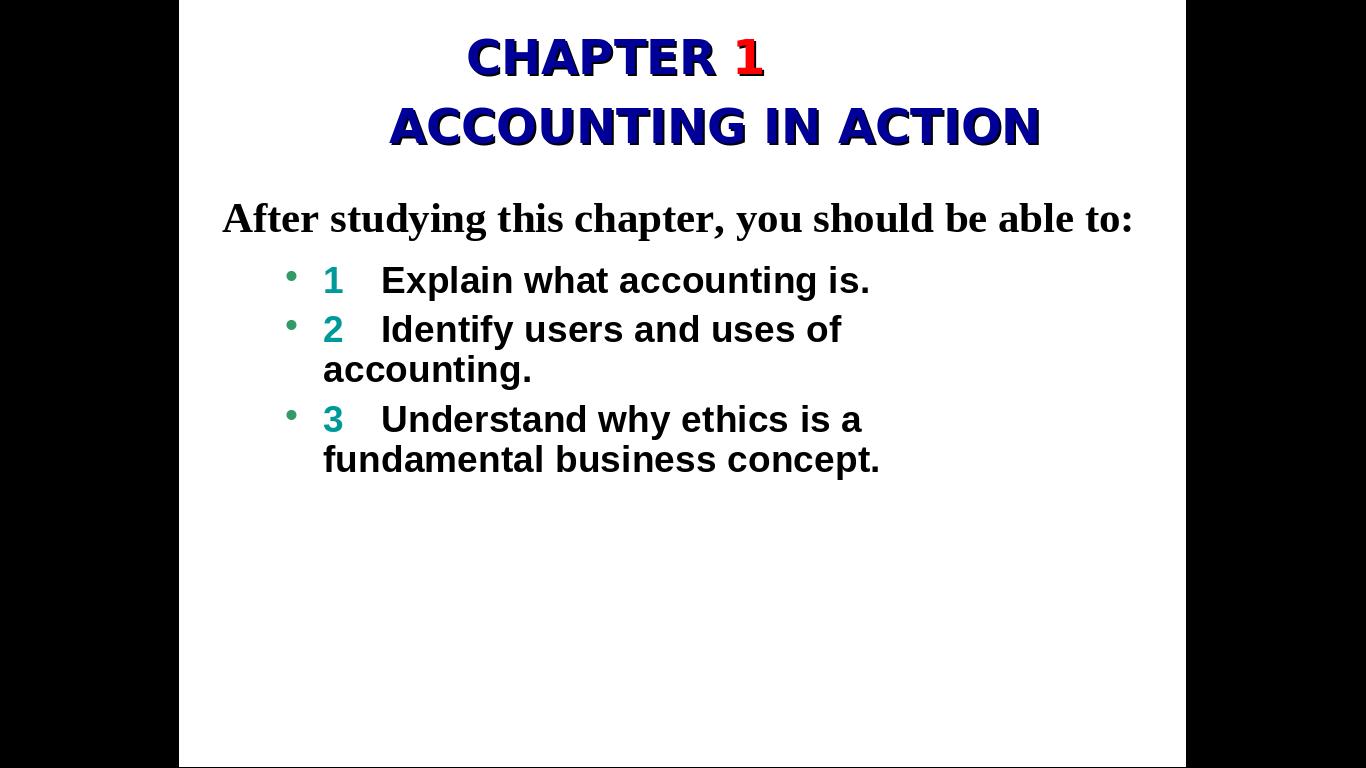 CHAPTER 1
ACCOUNTING IN ACTION
After studying this chapter, you should be able to:
• 1 Explain what accounting is.
• 2 Identify users and uses of
accounting.
• 3 Understand why ethics is a
fundamental business concept.